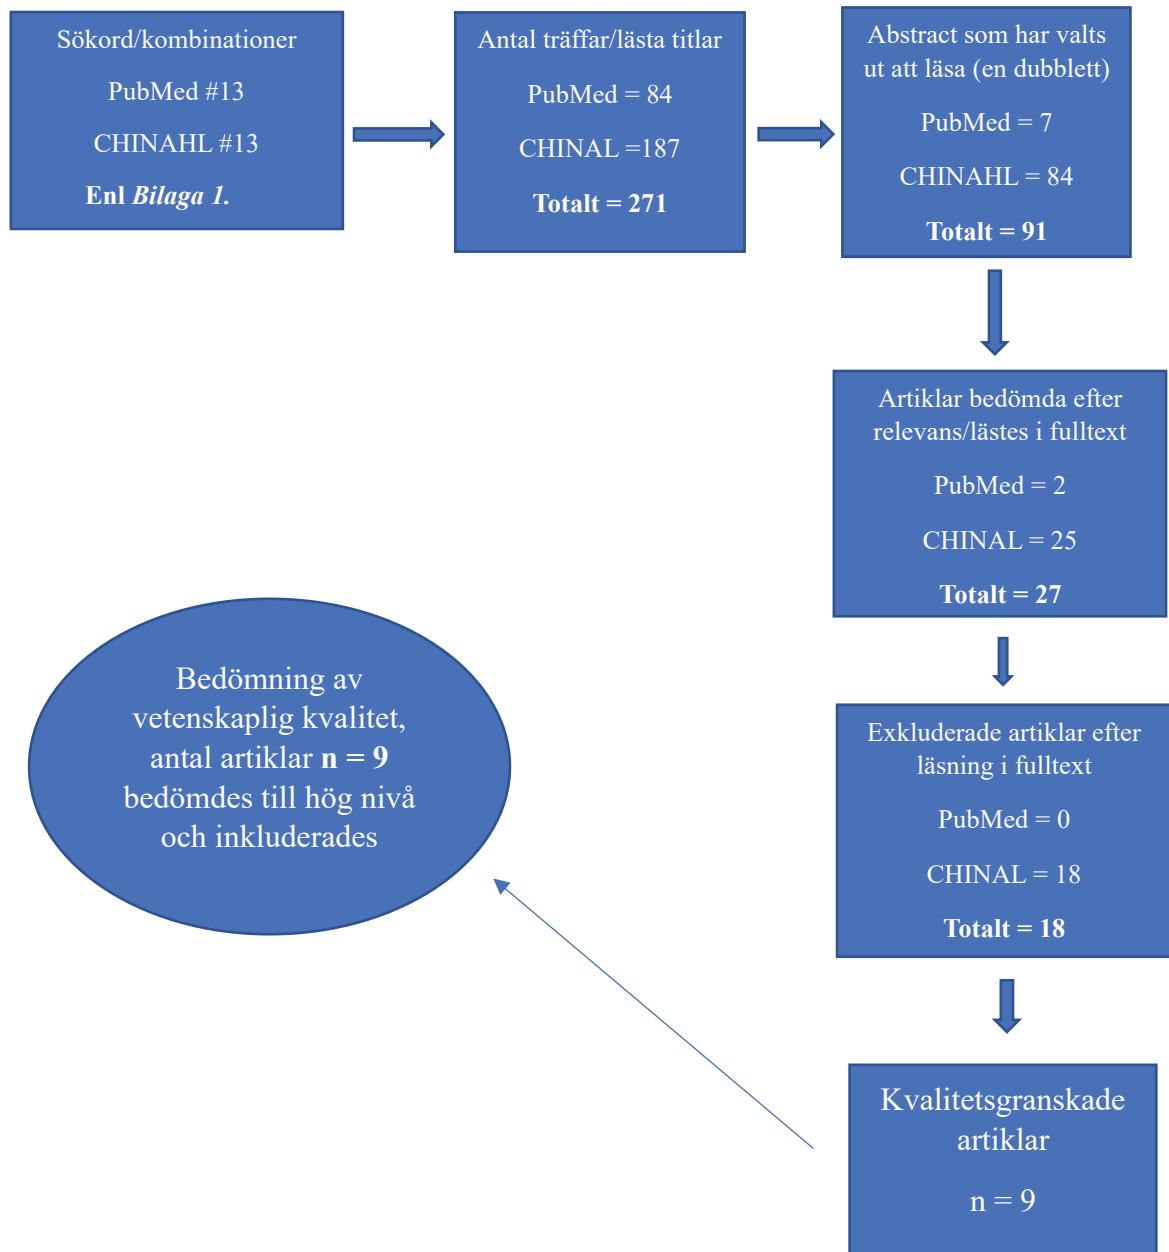 Sökord/kombinationer
PubMed #13
CHINAHL #13
Enl Bilaga 1.
Antal träffar/lästa titlar
PubMed = 84
CHINAL =187
Totalt = 271
Abstract som har valts
ut att läsa (en dubblett)
PubMed = 7
CHINAHL = 84
Totalt = 91
Artiklar bedömda efter
relevans/lästes i fulltext
PubMed = 2
CHINAL = 25
Totalt = 27
Exkluderade artiklar efter
läsning i fulltext
PubMed = 0
CHINAL = 18
Totalt = 18
Kvalitetsgranskade
artiklar
n = 9
Bedömning av
vetenskaplig kvalitet,
antal artiklar n = 9
bedömdes till hög nivå
och inkluderades